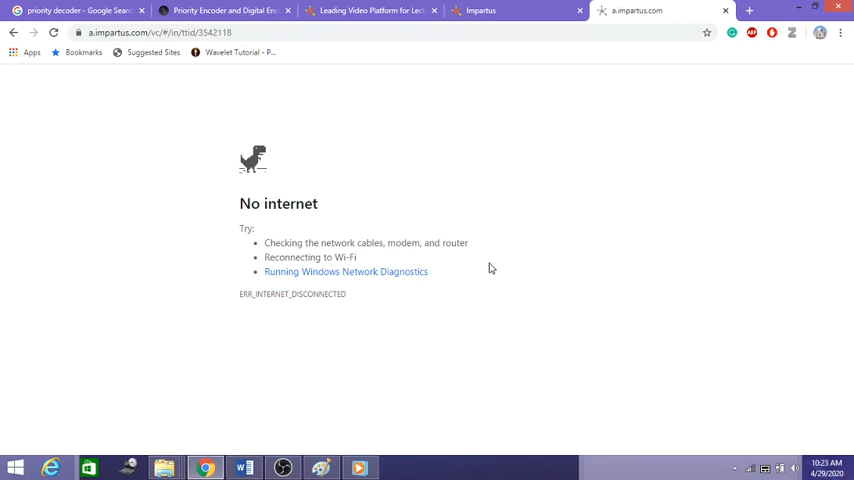 priority decoder - Google Searc
Priority Encoder and Digital Enc
Leading Video Platform for Lect
Impartus
a.impartus.com
a.impartus.com/vc/#/in/ttid/3542118
Apps
Bookmarks
Suggested Sites
Wavelet Tutorial - P...
No internet
Try:
• Checking the network cables, modem, and router
• Reconnecting to Wi-Fi
• Running Windows Network Diagnostics
ERR_INTERNET_DISCONNECTED
10:23 AM
4/29/2020